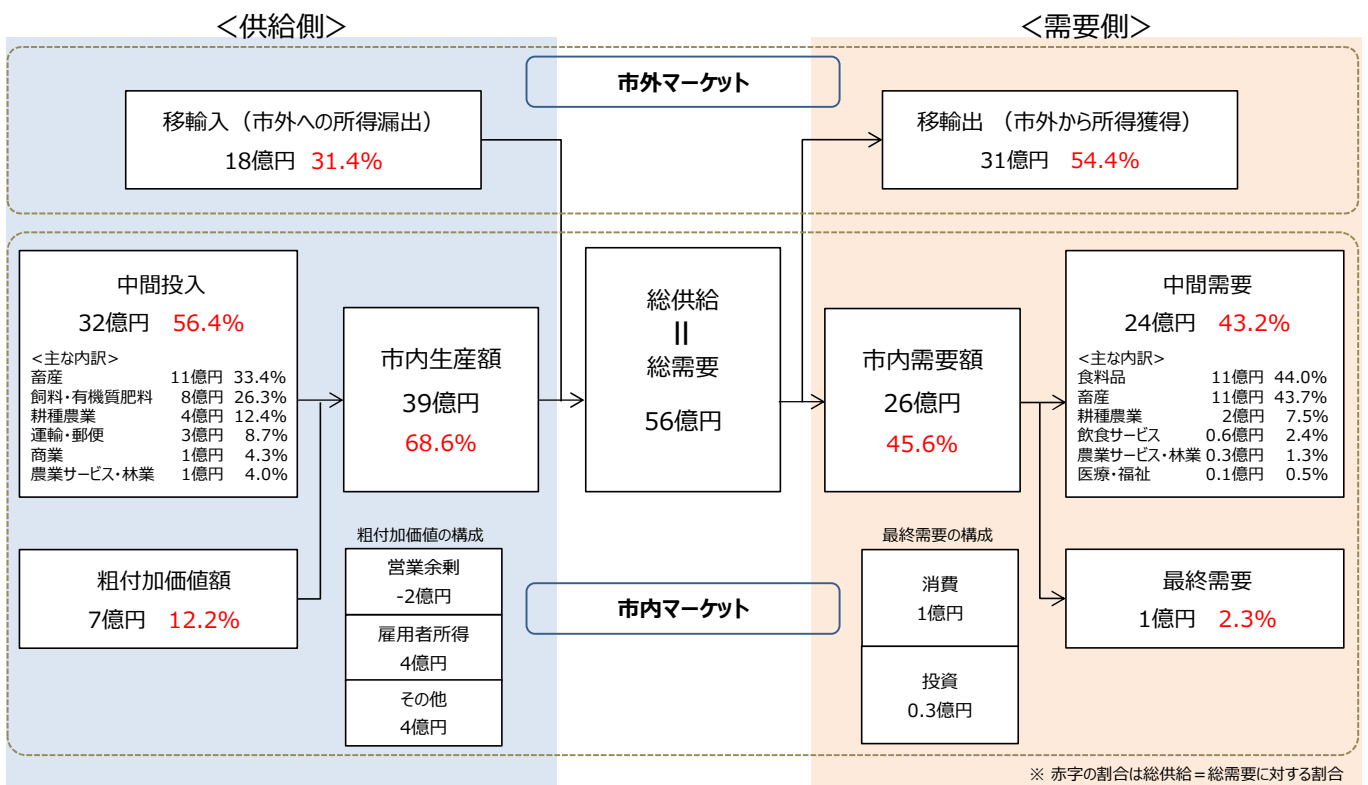 ＜供給側＞
＜需要側＞
市外マーケット
移輸入（市外への所得漏出）
18億円 31.4%
移輸出 （市外から所得獲得）
31億円 54.4%
中間投入
32億円 56.4%
<主な内訳>
畜産 11億円 33.4%
飼料・有機質肥料 8億円 26.3%
耕種農業 4億円 12.4%
運輸・郵便 3億円 8.7%
商業 1億円 4.3%
農業サービス・林業 1億円 4.0%
粗付加価値額
7億円 12.2%
市内生産額
39億円
68.6%
粗付加価値の構成
営業余剰
-2億円
雇用者所得
4億円
その他
4億円
総供給
||
総需要
56億円
市内マーケット
市内需要額
26億円
45.6%
最終需要の構成
消費
1億円
投資
0.3億円
中間需要
24億円 43.2%
<主な内訳>
食料品 11億円 44.0%
畜産 11億円 43.7%
耕種農業 2億円 7.5%
飲食サービス 0.6億円 2.4%
農業サービス・林業 0.3億円 1.3%
医療・福祉 0.1億円 0.5%
最終需要
1億円 2.3%
※ 赤字の割合は総供給＝総需要に対する割合